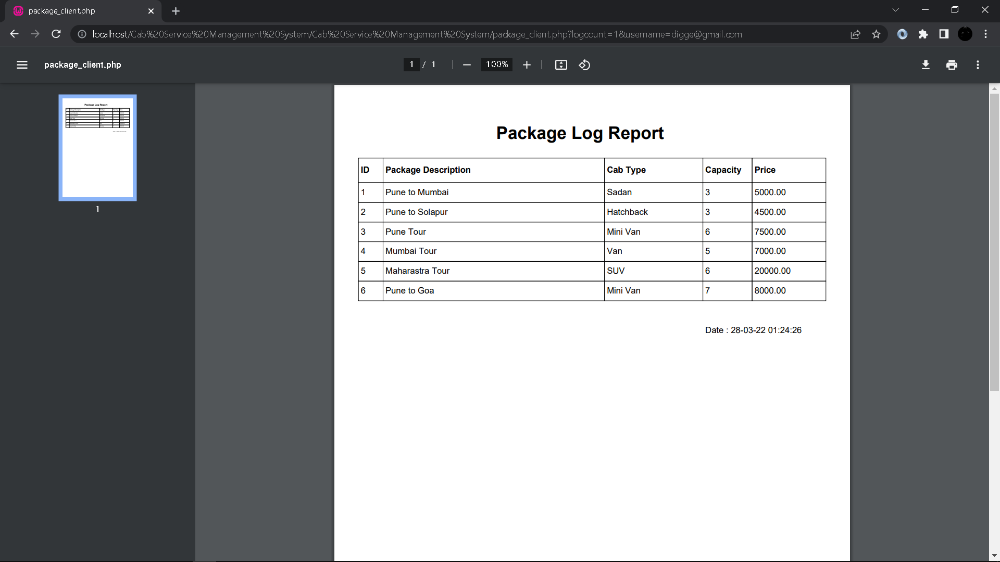 package_client.php
localhost/Cab%20Service%20Management%20System/Cab%20Service%20Management%20System/package_client.php?logcount=1&username=digge@gmail.com
package_client.php
1 / 1
100%
Package Log Report
ID Package Description Cab Type Capacity Price
1 Pune to Mumbai Sadan 3 5000.00
2 Pune to Solapur Hatchback 3 4500.00
3 Pune Tour Mini Van 6 7500.00
4 Mumbai Tour Van 5 7000.00
5 Maharastra Tour SUV 6 20000.00
6 Pune to Goa Mini Van 7 8000.00
Date : 28-03-22 01:24:26
1